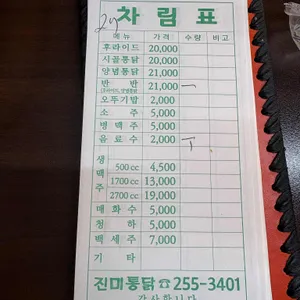 24
차림표
메뉴 가격 수량 비고
후라이드 20,000
시골통닭 20,000
양념통닭 21,000
반반 21,000 一
오뚜기밥 2,000
소주 5,000
병맥주 5,000
음료수 2,000 T
생맥주 500cc 4,500
1700cc 13,000
2700cc 19,000
매화수 5,000
청하 5,000
백세주 7,000
기타
진미통닭 ☎ 255-3401
감사합니다